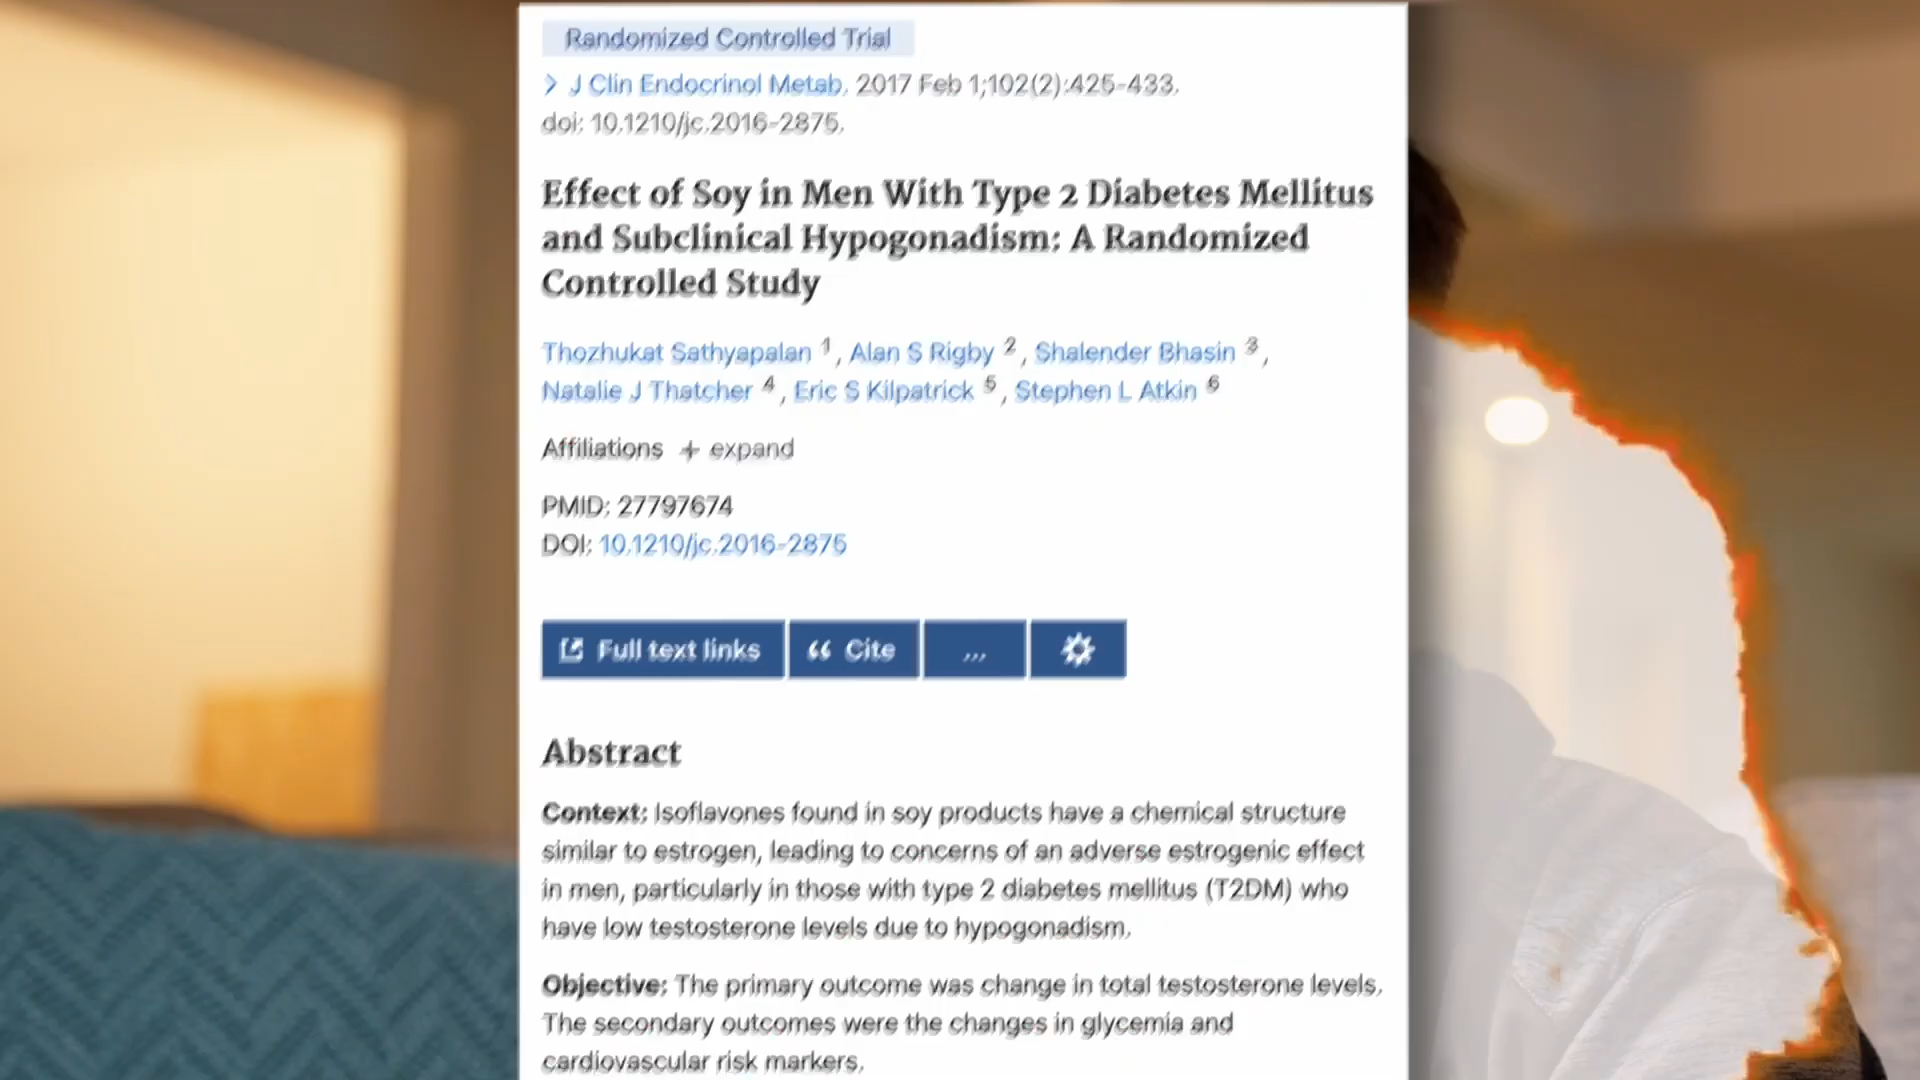 Randomized Controlled Trial
J Clin Endocrinol Metab. 2017 Feb 1;102(2):425-433.
doi: 10.1210/jc.2016-2875.
Effect of Soy in Men With Type 2 Diabetes Mellitus
and Subclinical Hypogonadism: A Randomized
Controlled Study
Thozhukat Sathyapalan 1, Alan S Rigby 2, Shalender Bhasin 3,
Natalie J Thatcher 4, Eric S Kilpatrick 5, Stephen L Atkin 6
Affiliations + expand
PMID: 27797674
DOI: 10.1210/jc.2016-2875
Full text links Cite ...
Abstract
Context: Isoflavones found in soy products have a chemical structure
similar to estrogen, leading to concerns of an adverse estrogenic effect
in men, particularly in those with type 2 diabetes mellitus (T2DM) who
have low testosterone levels due to hypogonadism.
Objective: The primary outcome was change in total testosterone levels.
The secondary outcomes were the changes in glycemia and
cardiovascular risk markers.